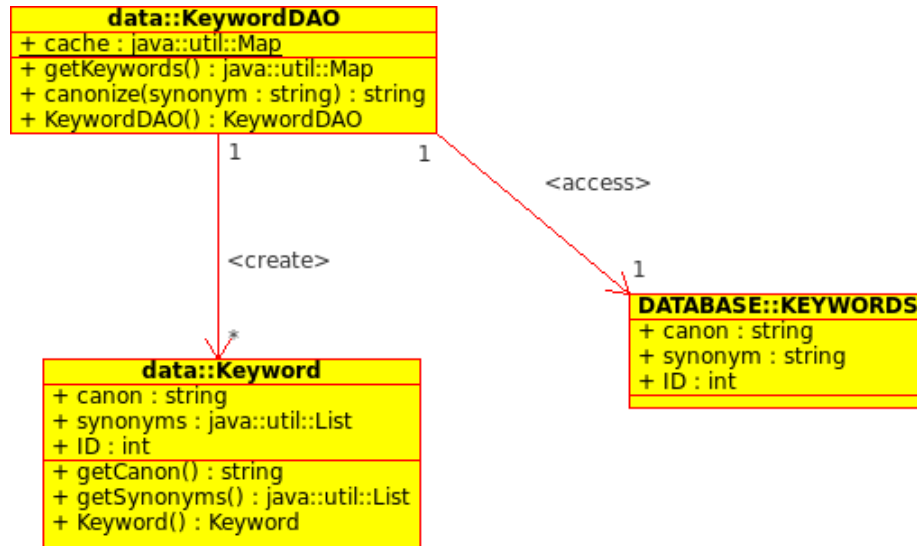 data::KeywordDAO
+ cache : java::util::Map
+ getKeywords() : java::util::Map
+ canonize(synonym : string) : string
+ KeywordDAO() : KeywordDAO
1
1
<access>
<create>
1
*
DATABASE::KEYWORDS
+ canon : string
+ synonym : string
+ ID : int
data::Keyword
+ canon : string
+ synonyms : java::util::List
+ ID : int
+ getCanon() : string
+ getSynonyms() : java::util::List
+ Keyword() : Keyword